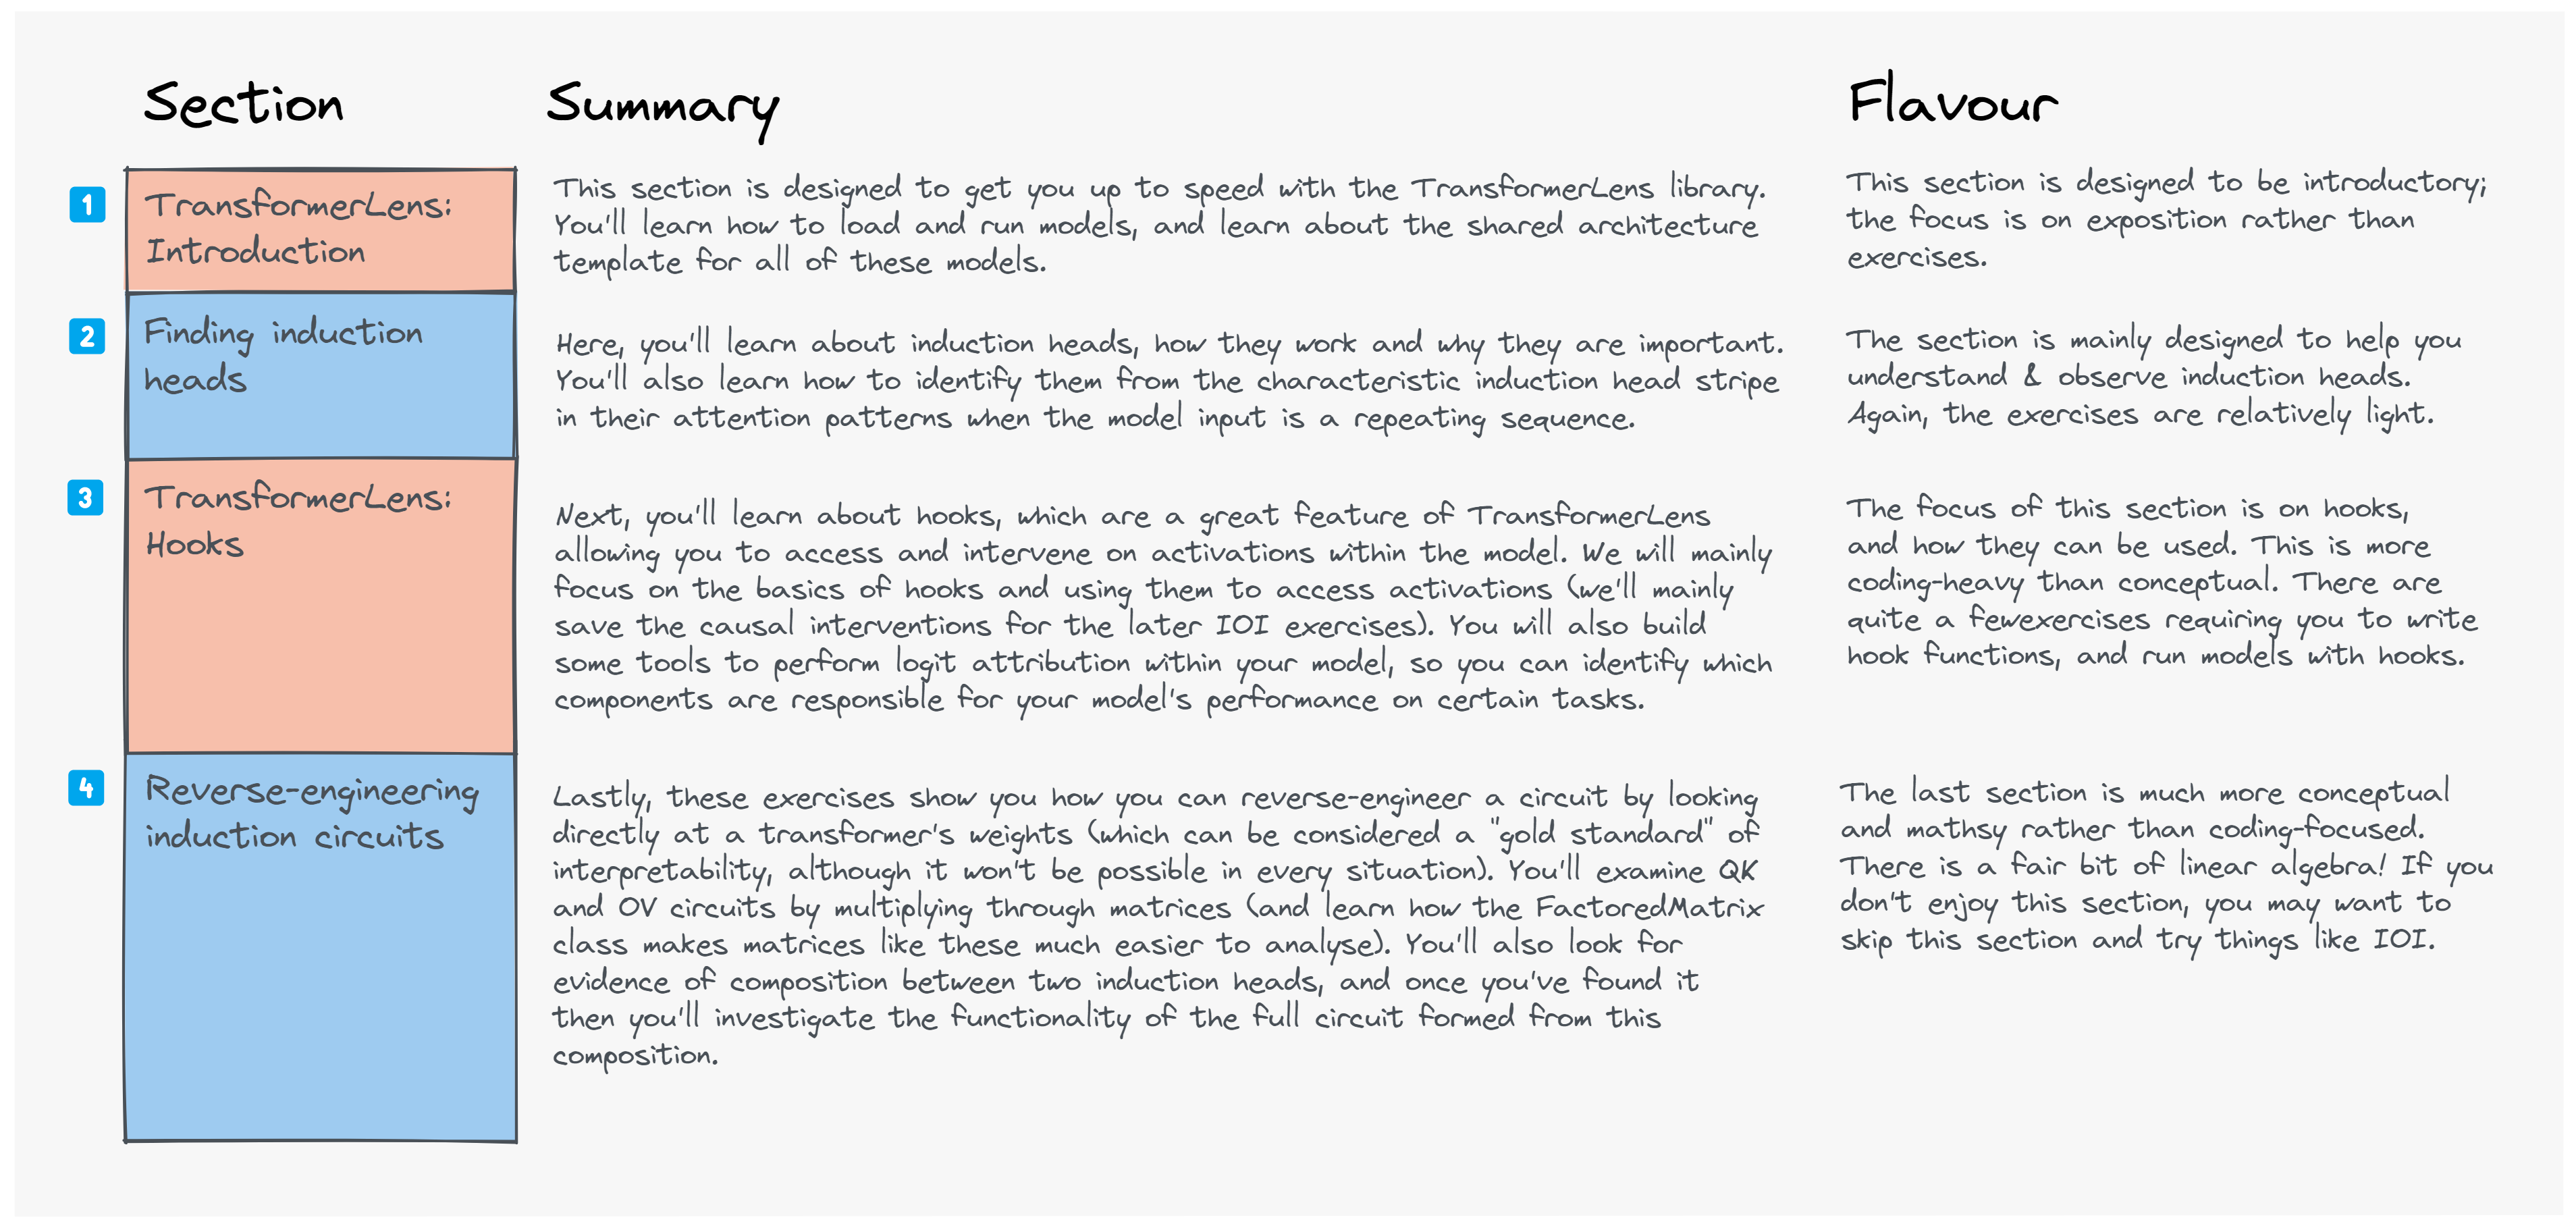 Section
Summary
Flavour
1
TransformerLens:
Introduction
This section is designed to get you up to speed with the TransformerLens library.
You'll learn how to load and run models, and learn about the shared architecture
template for all of these models.
This section is designed to be introductory;
the focus is on exposition rather than
exercises.
2
Finding induction
heads
Here, you'll learn about induction heads, how they work and why they are important.
You'll also learn how to identify them from the characteristic induction head stripe
in their attention patterns when the model input is a repeating sequence.
The section is mainly designed to help you
understand & observe induction heads.
Again, the exercises are relatively light.
3
TransformerLens:
Hooks
Next, you'll learn about hooks, which are a great feature of TransformerLens
allowing you to access and intervene on activations within the model. We will mainly
focus on the basics of hooks and using them to access activations (we'll mainly
save the causal interventions for the later IOI exercises). You will also build
some tools to perform logit attribution within your model, so you can identify which
components are responsible for your model's performance on certain tasks.
The focus of this section is on hooks,
and how they can be used. This is more
coding-heavy than conceptual. There are
quite a fewexercises requiring you to write
hook functions, and run models with hooks.
4
Reverse-engineering
induction circuits
Lastly, these exercises show you how you can reverse-engineer a circuit by looking
directly at a transformer's weights (which can be considered a "gold standard" of
interpretability, although it won't be possible in every situation). You'll examine QK
and OV circuits by multiplying through matrices (and learn how the FactoredMatrix
class makes matrices like these much easier to analyse). You'll also look for
evidence of composition between two induction heads, and once you've found it
then you'll investigate the functionality of the full circuit formed from this
composition.
The last section is much more conceptual
and mathsy rather than coding-focused.
There is a fair bit of linear algebra! If you
don't enjoy this section, you may want to
skip this section and try things like IOI.